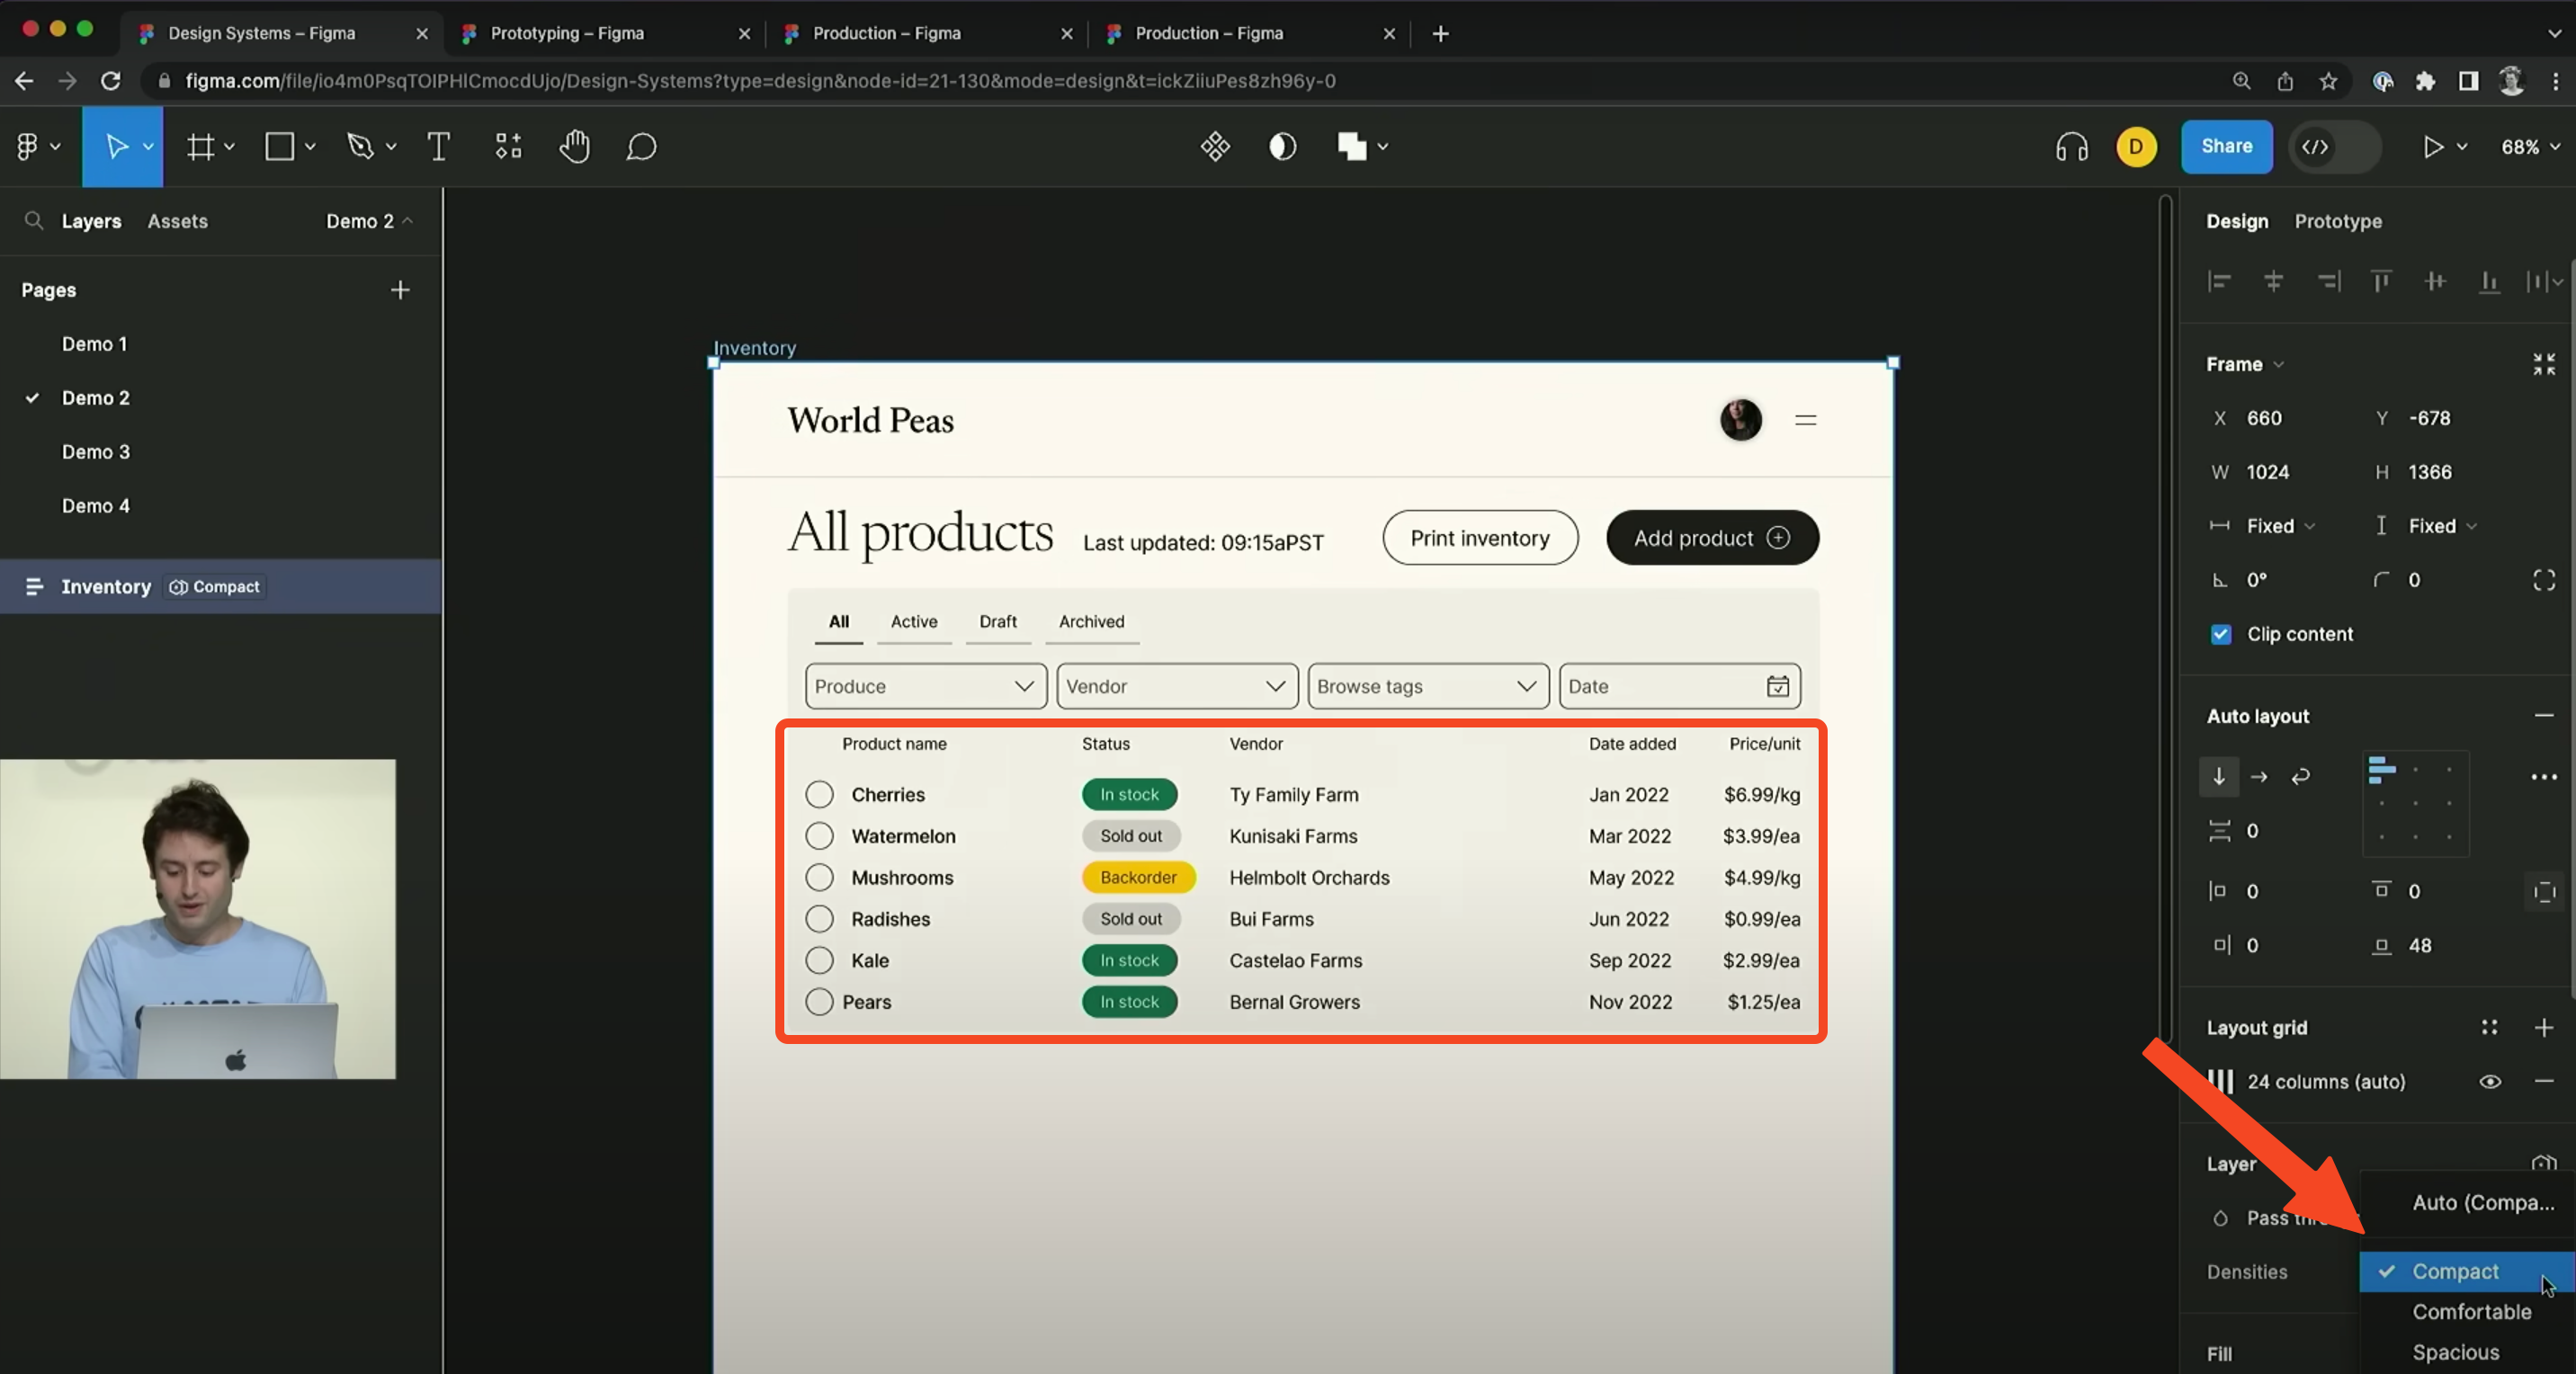 Design Systems – Figma
Prototyping – Figma
Production – Figma
Production – Figma
figma.com/file/io4m0PsqTOIPHlCmocdUjo/Design-Systems?type=design&node-id=21-130&mode=design&t=ickZiiuPes8zh96y-0
D
Share
68%
Layers
Assets
Demo 2
Pages
Demo 1
Demo 2
Demo 3
Demo 4
Inventory
Compact
Inventory
World Peas
All products
Last updated: 09:15aPST
Print inventory
Add product
All
Active
Draft
Archived
Produce
Vendor
Browse tags
Date
Product name Status Vendor Date added Price/unit
Cherries In stock Ty Family Farm Jan 2022 $6.99/kg
Watermelon Sold out Kunisaki Farms Mar 2022 $3.99/ea
Mushrooms Backorder Helmbolt Orchards May 2022 $4.99/kg
Radishes Sold out Bui Farms Jun 2022 $0.99/ea
Kale In stock Castelao Farms Sep 2022 $2.99/ea
Pears In stock Bernal Growers Nov 2022 $1.25/ea
Design
Prototype
Frame
X 660 Y -678
W 1024 H 1366
Fixed Fixed
0° 0
Clip content
Auto layout
0
0 0
0 48
Layout grid
24 columns (auto)
Layer
Pass
Densities
Auto (Compa...
Compact
Comfortable
Spacious
Fill